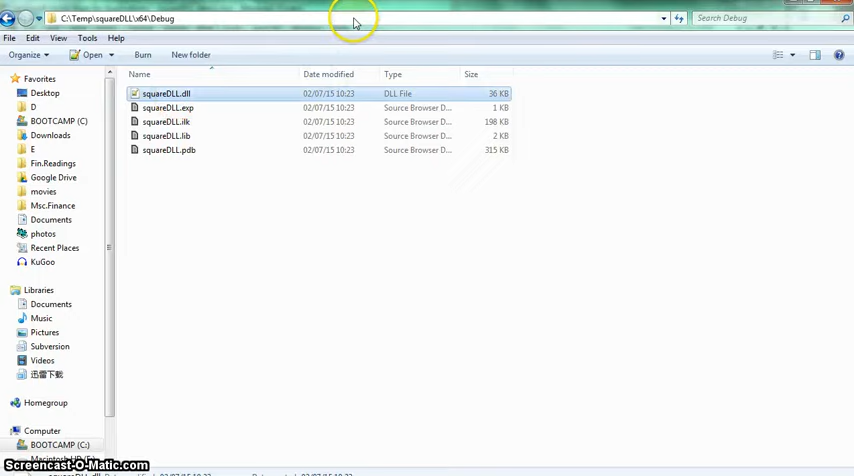 C:\Temp\squareDLL\x64\Debug
Search Debug
File Edit View Tools Help
Organize Open Burn New folder
Name Date modified Type Size
squareDLL.dll 02/07/15 10:23 DLL File 36 KB
squareDLL.exp 02/07/15 10:23 Source Browser D... 1 KB
squareDLL.ilk 02/07/15 10:23 Source Browser D... 198 KB
squareDLL.lib 02/07/15 10:23 Source Browser D... 2 KB
squareDLL.pdb 02/07/15 10:23 Source Browser D... 315 KB
Favorites
Desktop
D
BOOTCAMP (C)
Downloads
E
Fin.Readings
Google Drive
movies
Msc.Finance
Documents
photos
Recent Places
KuGoo
Libraries
Documents
Music
Pictures
Subversion
Videos
迅雷下載
Homegroup
Computer
BOOTCAMP (C:)
Screencast-O-Matic.com